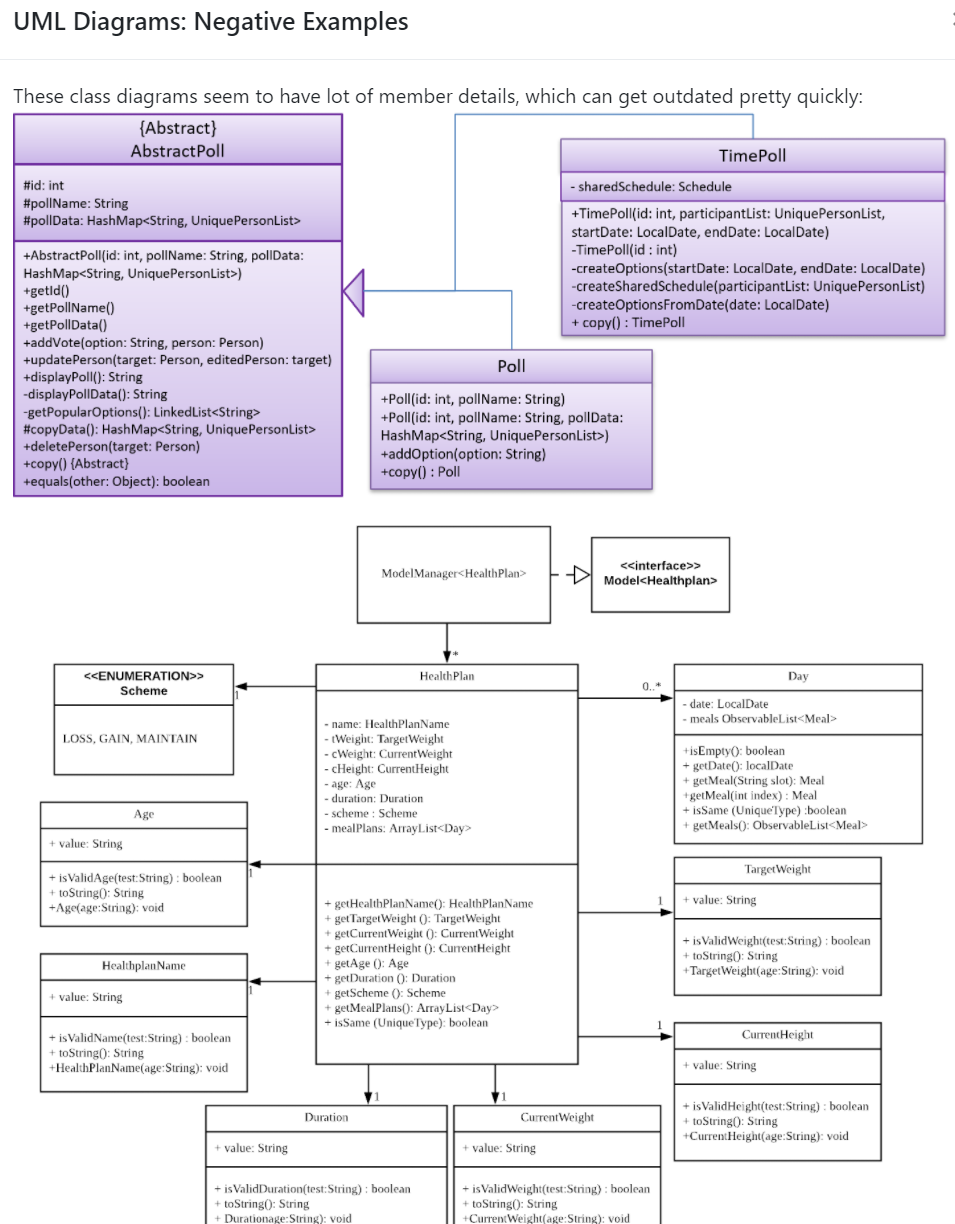 UML Diagrams: Negative Examples
These class diagrams seem to have lot of member details, which can get outdated pretty quickly:
{Abstract}
AbstractPoll
#id: int
#pollName: String
#pollData: HashMap<String, UniquePersonList>
+AbstractPoll(id: int, pollName: String, pollData:
HashMap<String, UniquePersonList>)
+getId()
+getPollName()
+getPollData()
+addVote(option: String, person: Person)
+updatePerson(target: Person, editedPerson: target)
+displayPoll(): String
-displayPollData(): String
-getPopularOptions(): LinkedList<String>
#copyData(): HashMap<String, UniquePersonList>
+deletePerson(target: Person)
+copy() {Abstract}
+equals(other: Object): boolean
TimePoll
- sharedSchedule: Schedule
+TimePoll(id: int, participantList: UniquePersonList,
startDate: LocalDate, endDate: LocalDate)
-TimePoll(id : int)
-createOptions(startDate: LocalDate, endDate: LocalDate)
-createSharedSchedule(participantList: UniquePersonList)
-createOptionsFromDate(date: LocalDate)
+ copy() : TimePoll
Poll
+Poll(id: int, pollName: String)
+Poll(id: int, pollName: String, pollData:
HashMap<String, UniquePersonList>)
+addOption(option: String)
+copy() : Poll
ModelManager<HealthPlan>
<<interface>>
Model<Healthplan>
*
<<ENUMERATION>>
Scheme
LOSS, GAIN, MAINTAIN
1
HealthPlan
- name: HealthPlanName
- tWeight: TargetWeight
- cWeight: CurrentWeight
- cHeight: CurrentHeight
- age: Age
- duration: Duration
- scheme : Scheme
- mealPlans: ArrayList<Day>
+ getHealthPlanName(): HealthPlanName
+ getTargetWeight (): TargetWeight
+ getCurrentWeight (): CurrentWeight
+ getCurrentHeight (): CurrentHeight
+ getAge (): Age
+ getDuration (): Duration
+ getScheme (): Scheme
+ getMealPlans(): ArrayList<Day>
+ isSame (UniqueType): boolean
0..*
Day
- date: LocalDate
- meals ObservableList<Meal>
+isEmpty(): boolean
+ getDate(): localDate
+ getMeal(String slot): Meal
+getMeal(int index) : Meal
+ isSame (UniqueType) :boolean
+ getMeals(): ObservableList<Meal>
Age
+ value: String
+ isValidAge(test:String) : boolean
+ toString(): String
+Age(age:String): void
1
1
TargetWeight
+ value: String
+ isValidWeight(test:String) : boolean
+ toString(): String
+TargetWeight(age:String): void
HealthplanName
+ value: String
+ isValidName(test:String) : boolean
+ toString(): String
+HealthPlanName(age:String): void
1
1
CurrentHeight
+ value: String
+ isValidHeight(test:String) : boolean
+ toString(): String
+CurrentHeight(age:String): void
1
Duration
+ value: String
+ isValidDuration(test:String) : boolean
+ toString(): String
+ Durationage:String): void
1
CurrentWeight
+ value: String
+ isValidWeight(test:String) : boolean
+ toString(): String
+CurrentWeight(age:String): void